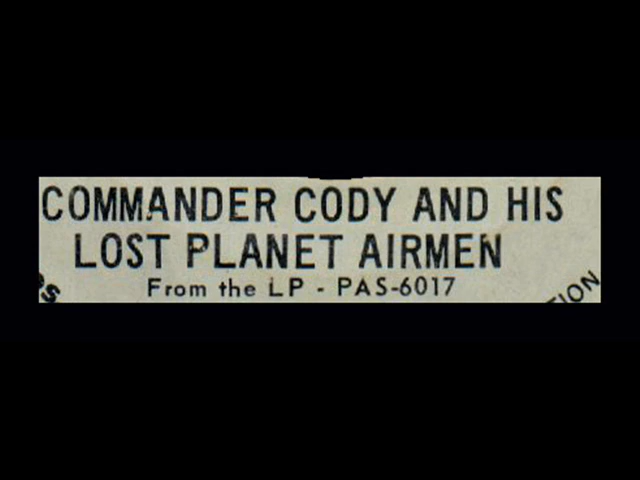 COMMANDER CODY AND HIS
LOST PLANET AIRMEN
From the LP - PAS-6017